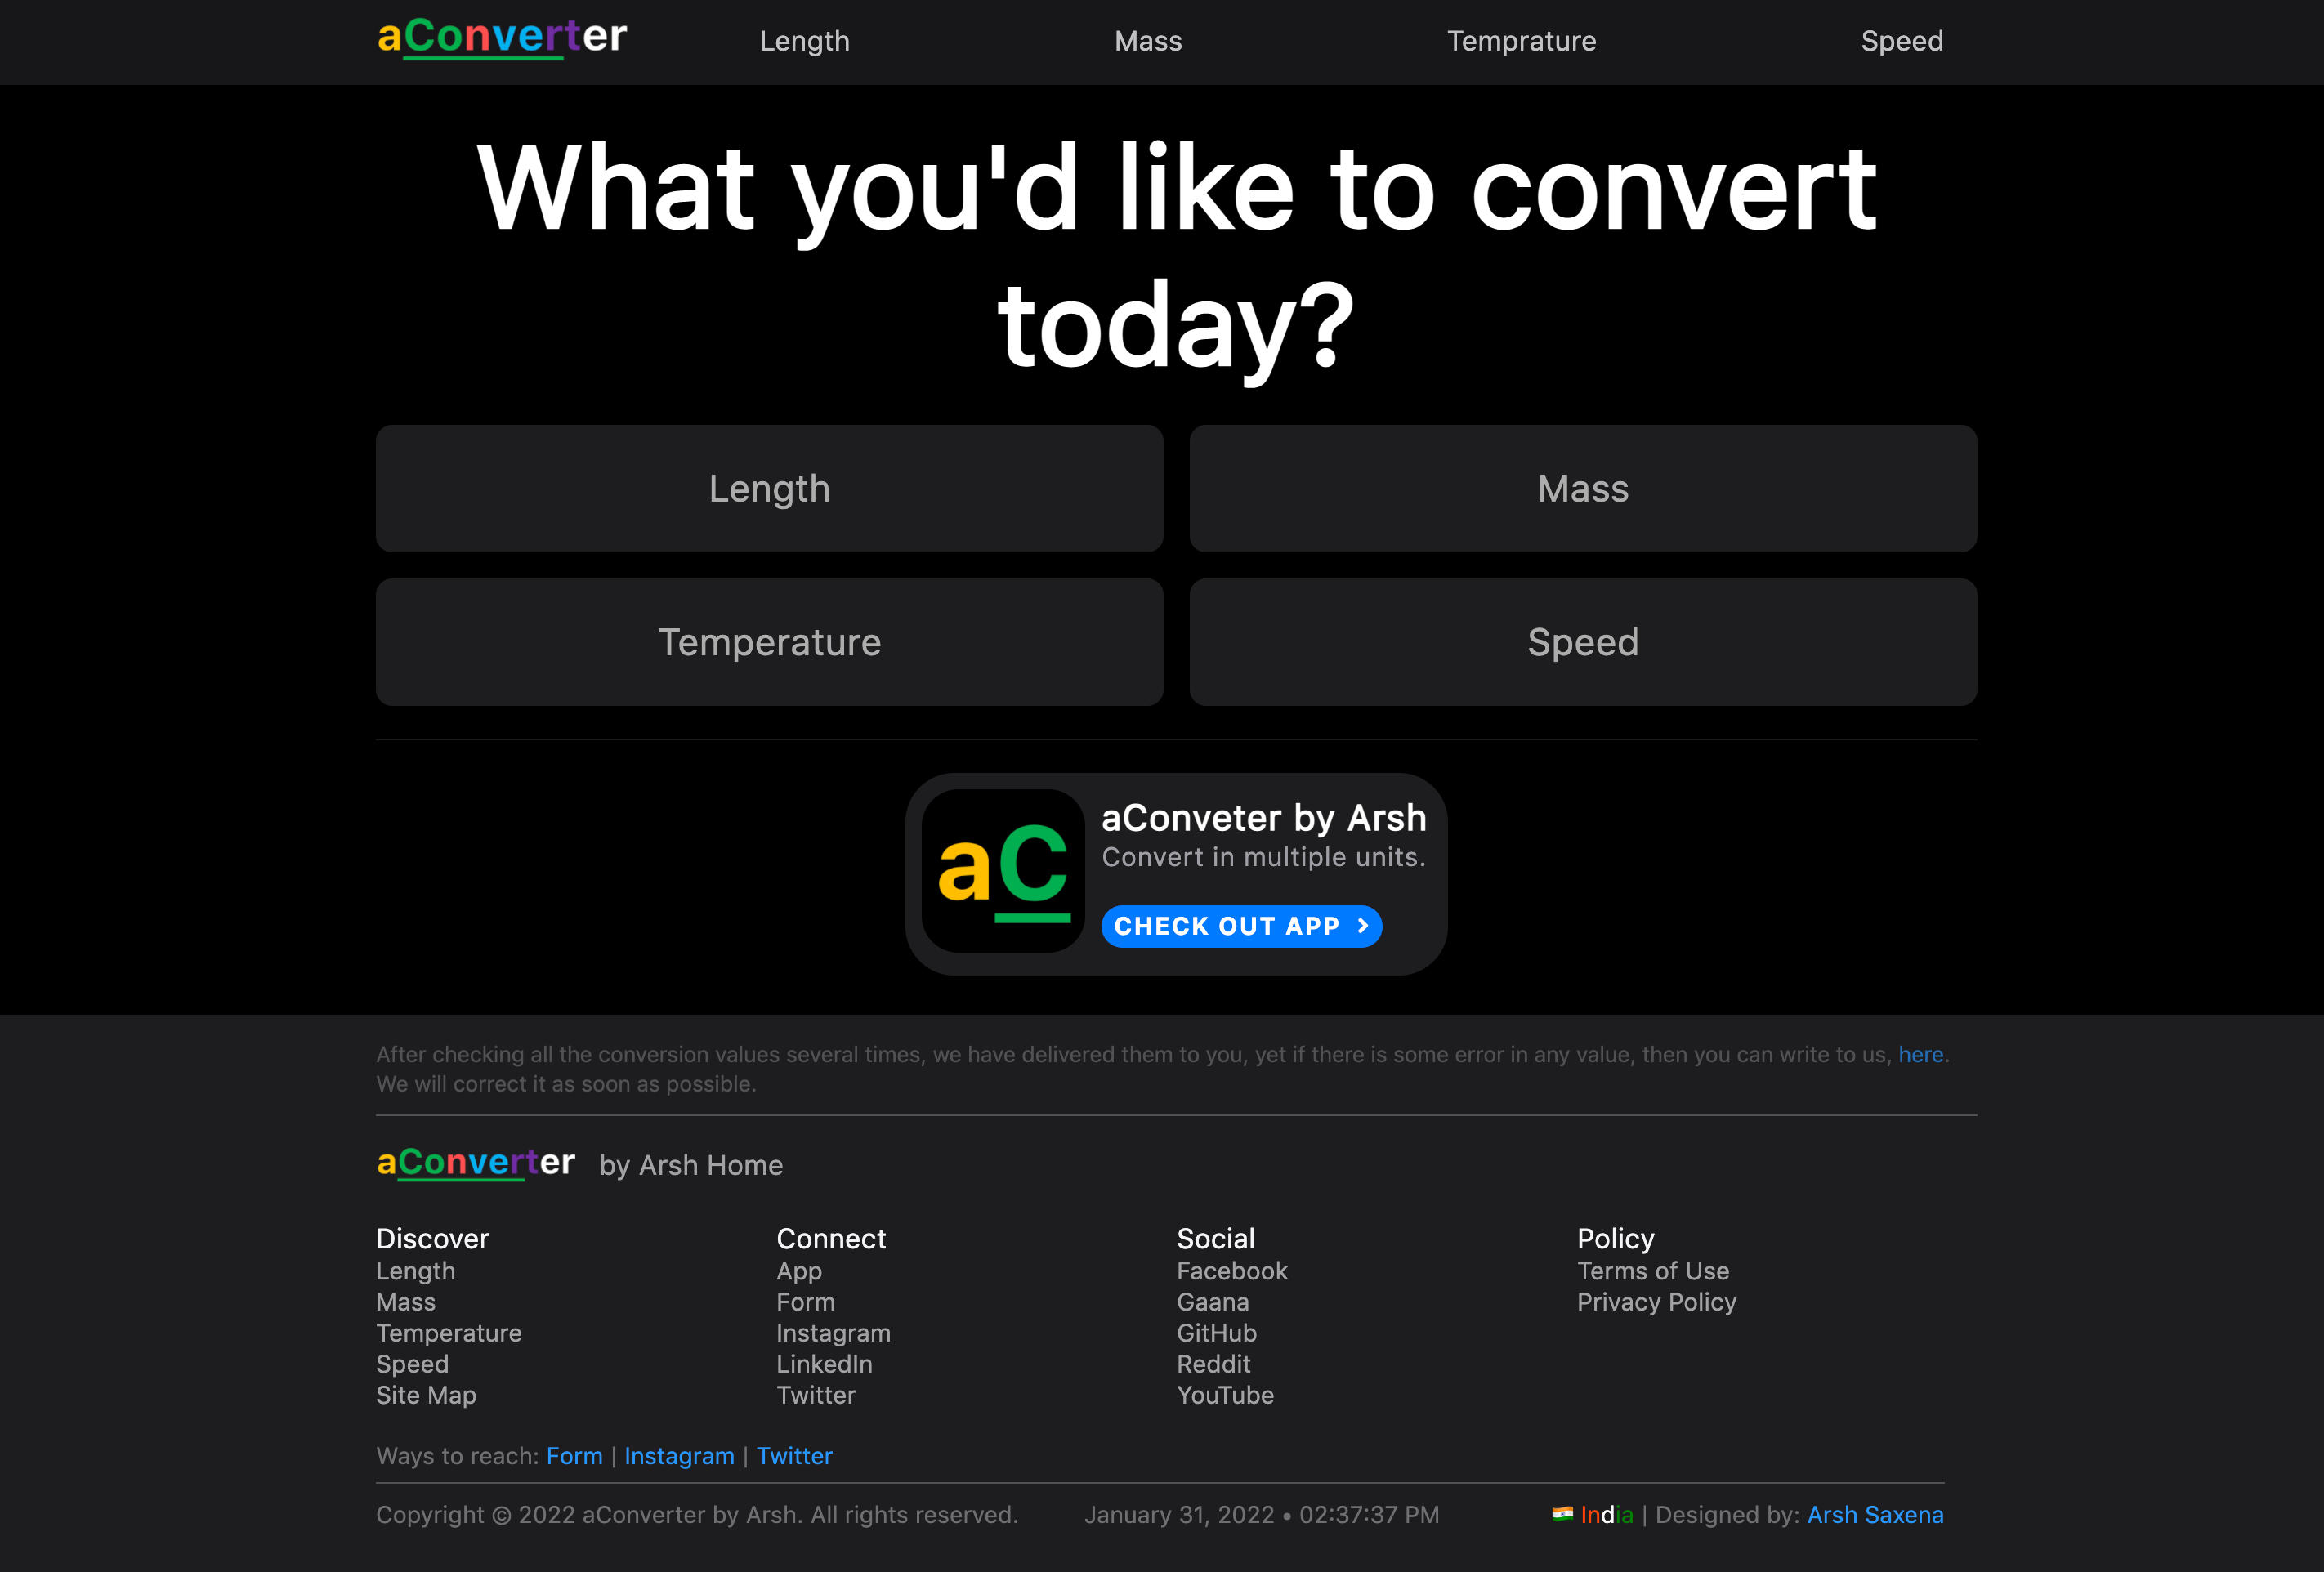 aConverter Length Mass Temprature Speed
What you'd like to convert
today?
Length Mass
Temperature Speed
aC
aConveter by Arsh
Convert in multiple units.
CHECK OUT APP
After checking all the conversion values several times, we have delivered them to you, yet if there is some error in any value, then you can write to us, here.
We will correct it as soon as possible.
aConverter by Arsh Home
Discover
Length
Mass
Temperature
Speed
Site Map
Connect
App
Form
Instagram
LinkedIn
Twitter
Social
Facebook
Gaana
GitHub
Reddit
YouTube
Policy
Terms of Use
Privacy Policy
Ways to reach: Form | Instagram | Twitter
Copyright © 2022 aConverter by Arsh. All rights reserved. January 31, 2022 • 02:37:37 PM 🇮🇳 India | Designed by: Arsh Saxena